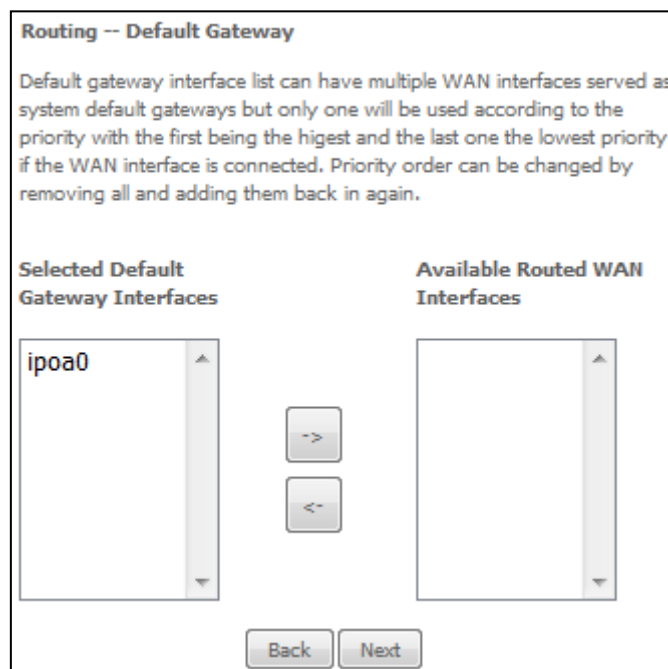 Routing -- Default Gateway
Default gateway interface list can have multiple WAN interfaces served as
system default gateways but only one will be used according to the
priority with the first being the higest and the last one the lowest priority
if the WAN interface is connected. Priority order can be changed by
removing all and adding them back in again.
Selected Default
Gateway Interfaces
Available Routed WAN
Interfaces
ipoa0
->
<-
Back
Next